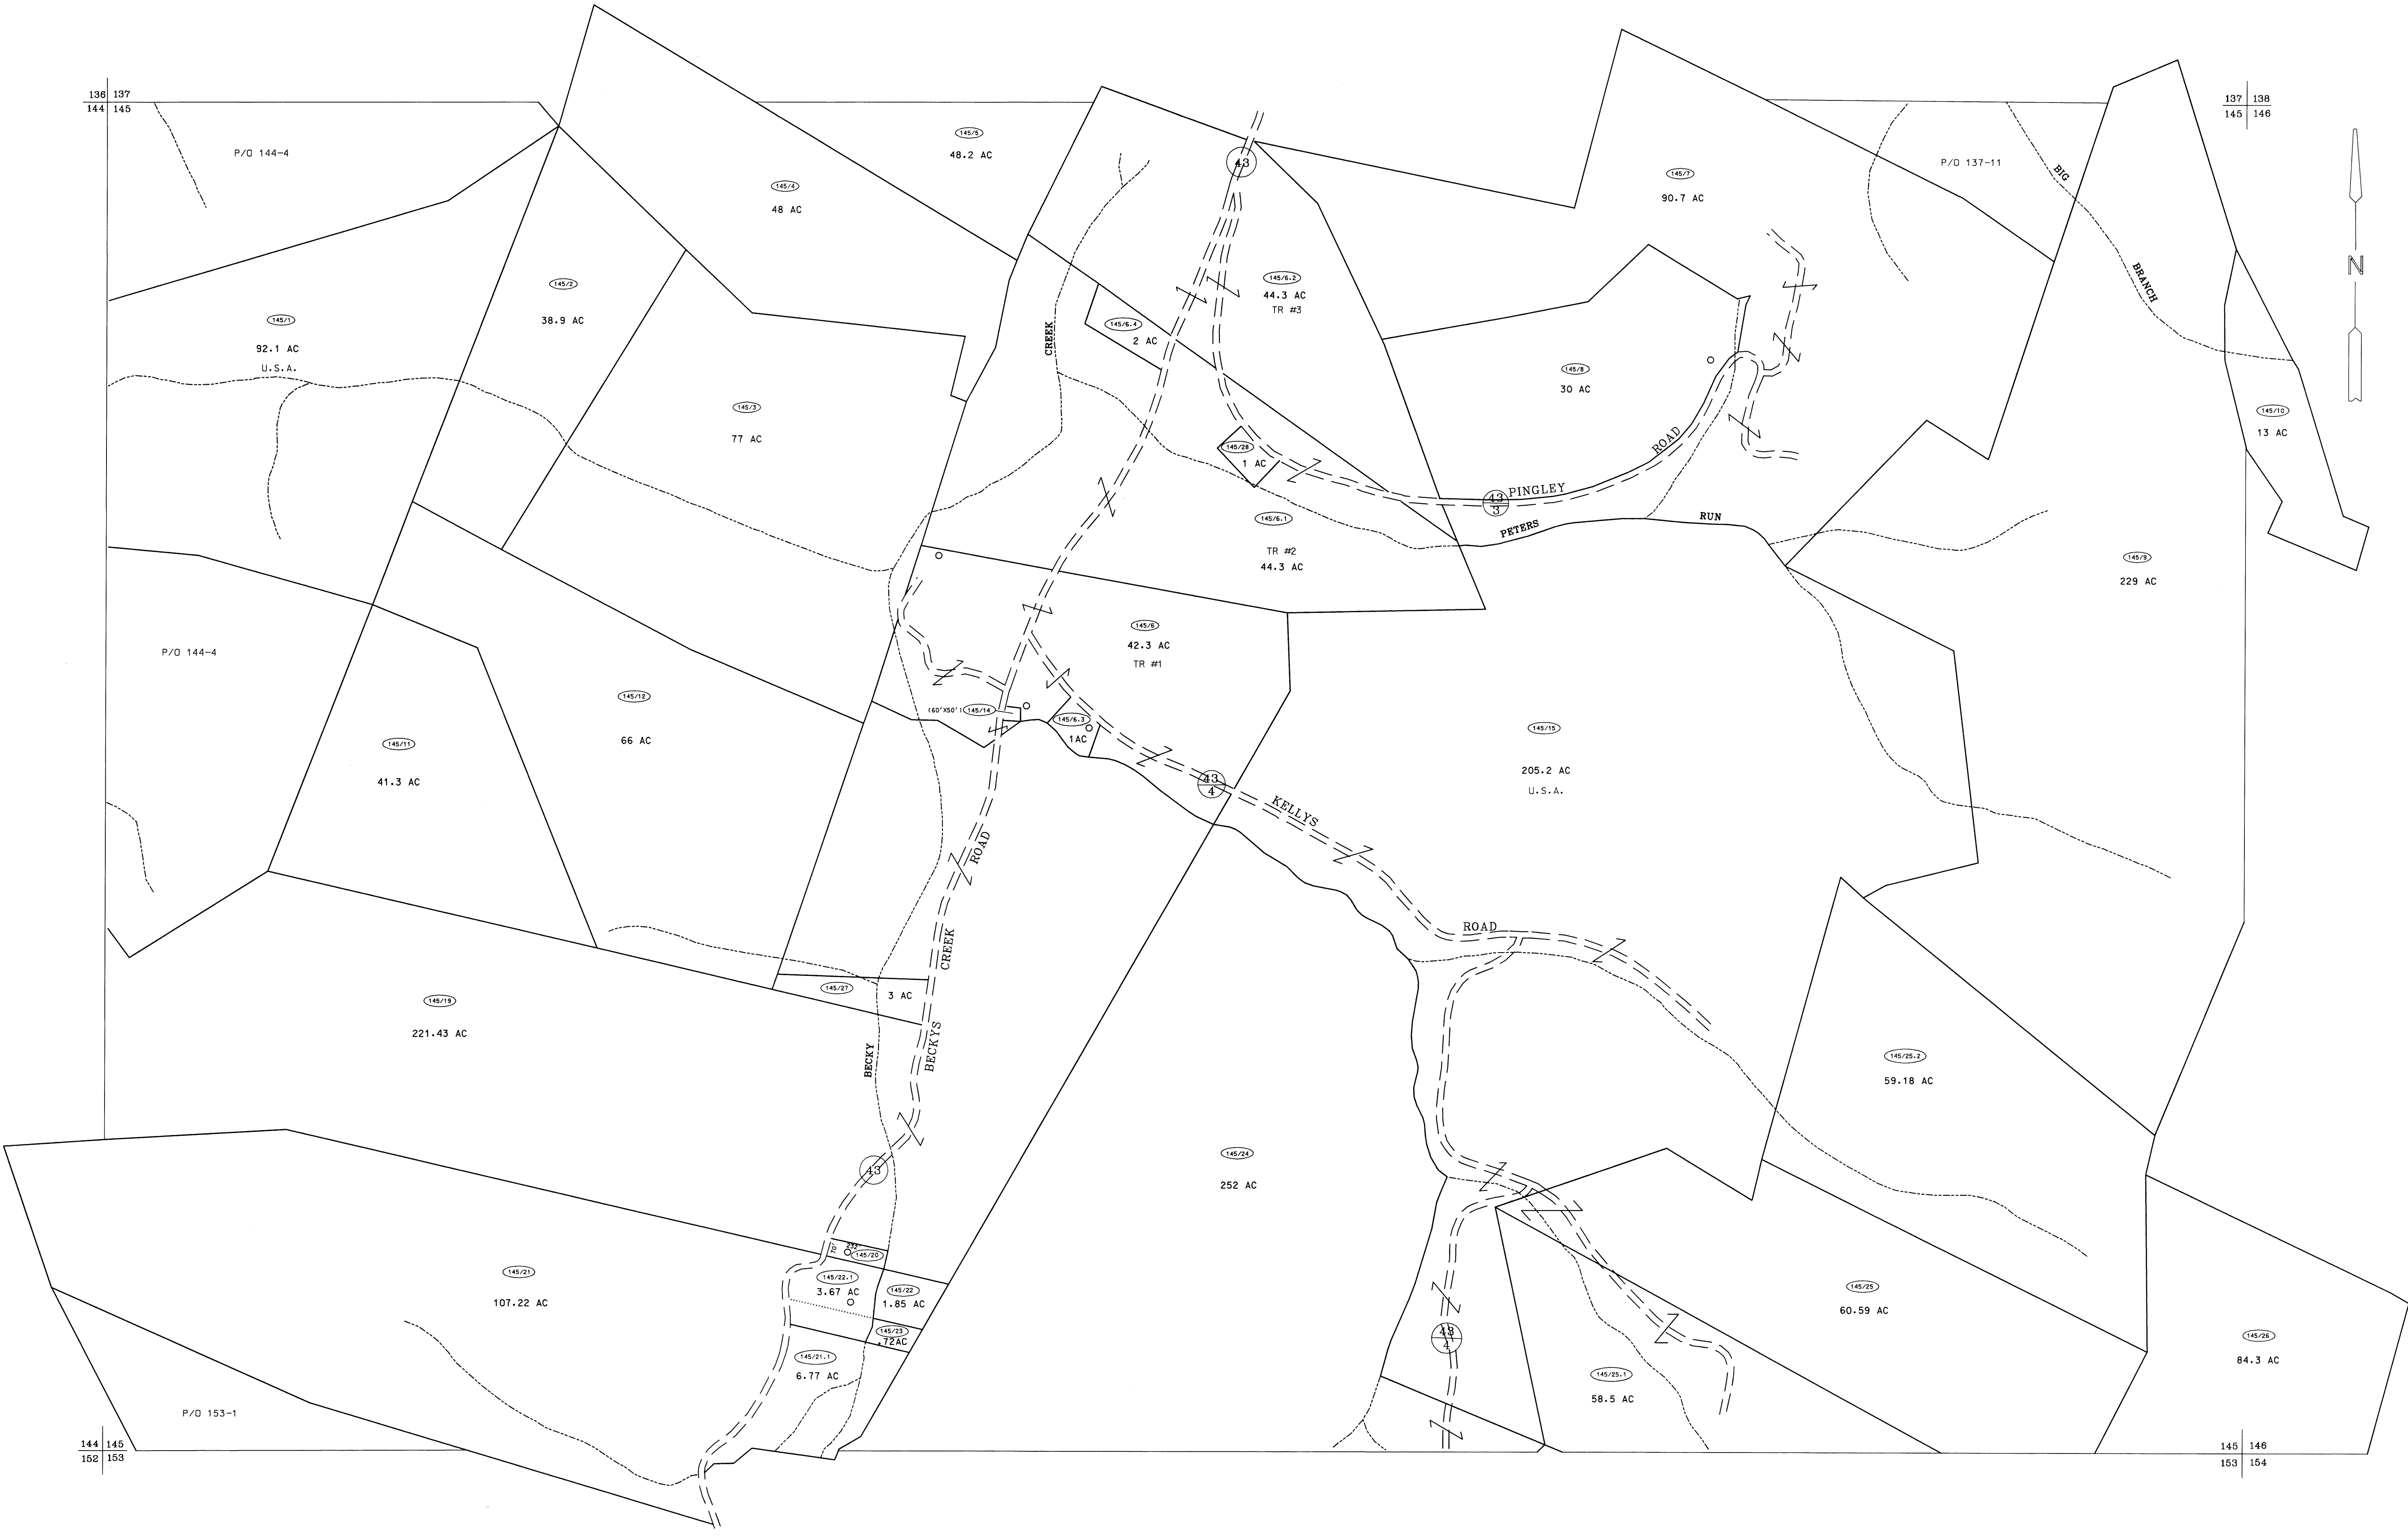 136 137
144 145
137 138
145 146
P/O 144-4
145/5
48.2 AC
145/4
48 AC
43
145/7
90.7 AC
P/O 137-11
BIG
BRANCH
N
145/1
92.1 AC
U.S.A.
145/2
38.9 AC
CREEK
145/6.4
2 AC
145/6.2
44.3 AC
TR #3
145/8
30 AC
145/10
13 AC
145/3
77 AC
145/28
1 AC
ROAD
PINGLEY
43
3
145/6.1
TR #2
44.3 AC
PETERS
RUN
145/9
229 AC
P/O 144-4
145/6
42.3 AC
TR #1
145/12
66 AC
(60'X50')
145/14
145/6.3
1AC
145/11
41.3 AC
145/15
205.2 AC
U.S.A.
43
4
KELLYS
ROAD
ROAD
CREEK
BECKYS
145/27
3 AC
145/19
221.43 AC
BECKY
145/25.2
59.18 AC
145/24
252 AC
43
70'
232'
145/20
145/21
107.22 AC
145/22.1
3.67 AC
145/22
1.85 AC
145/23
.72AC
145/21.1
6.77 AC
145/25
60.59 AC
43
4
145/26
84.3 AC
145/25.1
58.5 AC
P/O 153-1
144 145
152 153
145 146
153 154